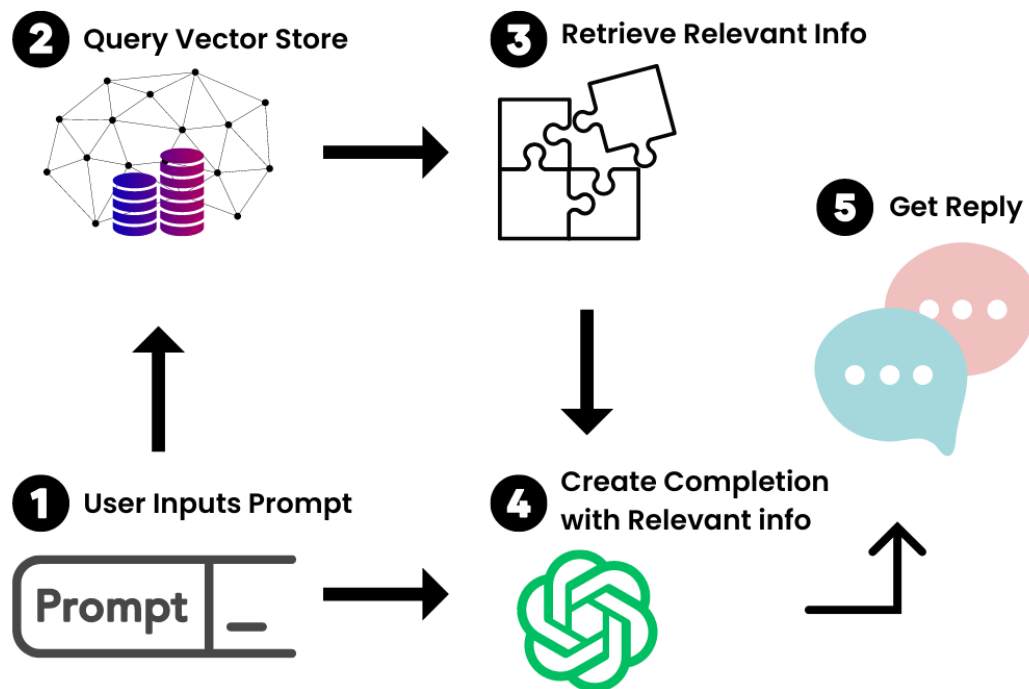 2 Query Vector Store
3 Retrieve Relevant Info
5 Get Reply
1 User Inputs Prompt
4 Create Completion
with Relevant info
Prompt _